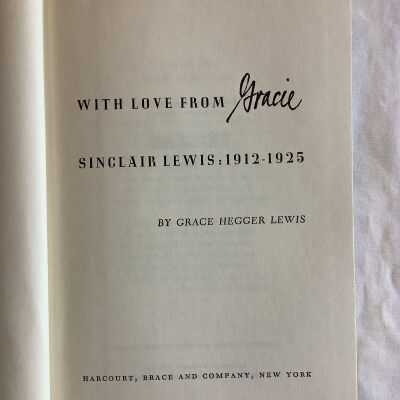 WITH LOVE FROM Gracie
SINCLAIR LEWIS: 1912-1925
BY GRACE HEGGER LEWIS
HARCOURT, BRACE AND COMPANY, NEW YORK